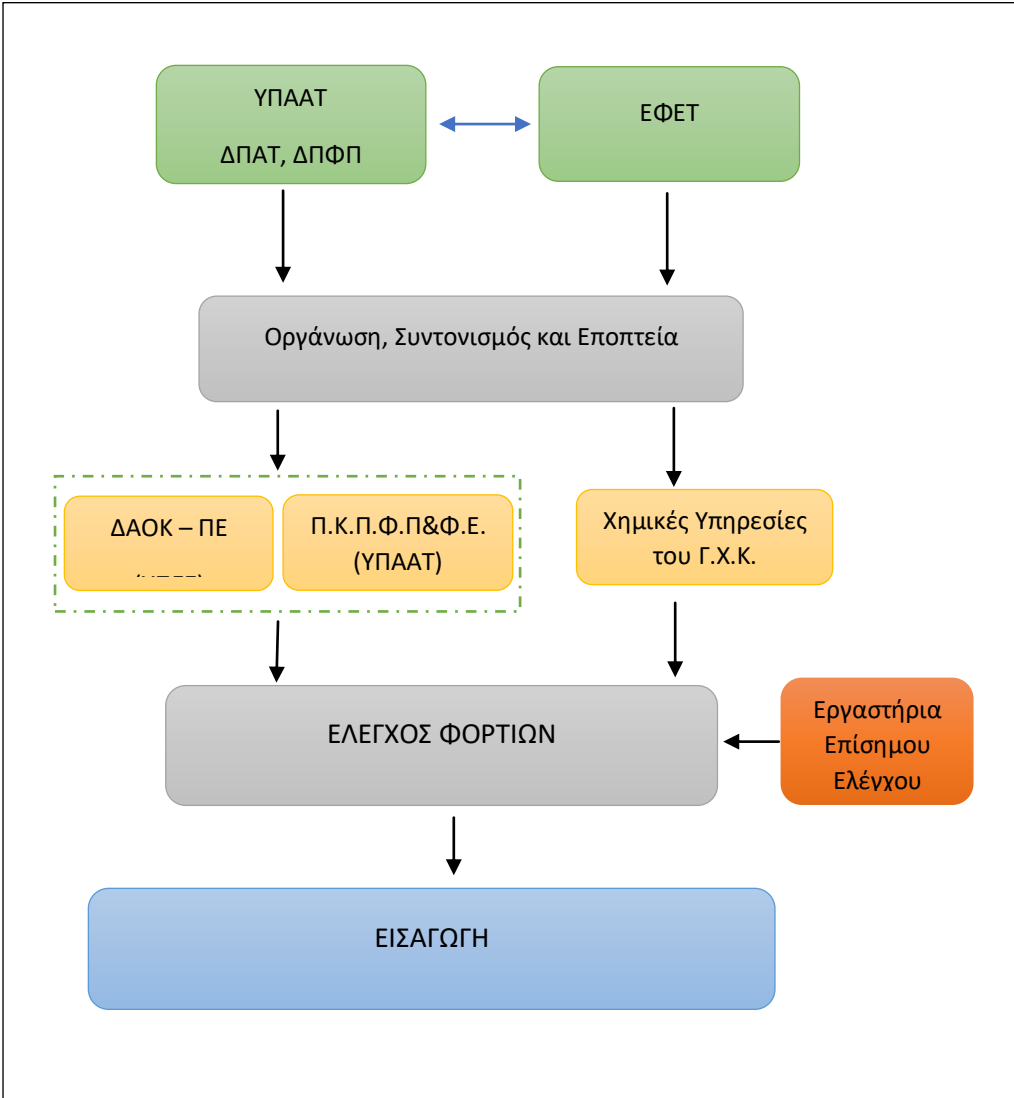 ΥΠΑΑΤ
ΔΠΑΤ, ΔΠΦΠ
ΕΦΕΤ
Οργάνωση, Συντονισμός και Εποπτεία
ΔΑΟΚ – ΠΕ
Π.Κ.Π.Φ.Π&Φ.Ε.
(ΥΠΑΑΤ)
Χημικές Υπηρεσίες
του Γ.Χ.Κ.
ΕΛΕΓΧΟΣ ΦΟΡΤΙΩΝ
Εργαστήρια
Επίσημου
Ελέγχου
ΕΙΣΑΓΩΓΗ